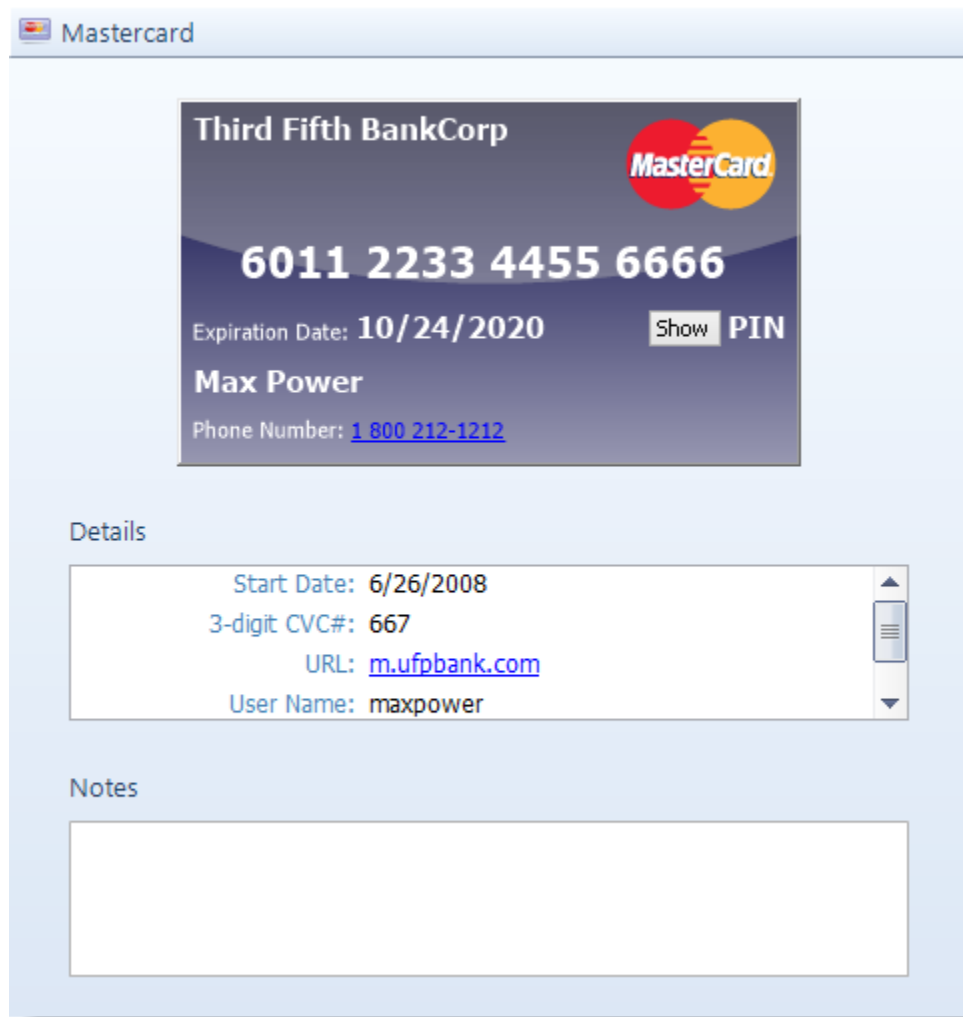 Mastercard
Third Fifth BankCorp
MasterCard
6011 2233 4455 6666
Expiration Date: 10/24/2020 Show PIN
Max Power
Phone Number: 1 800 212-1212
Details
Start Date: 6/26/2008
3-digit CVC#: 667
URL: m.ufpbank.com
User Name: maxpower
Notes